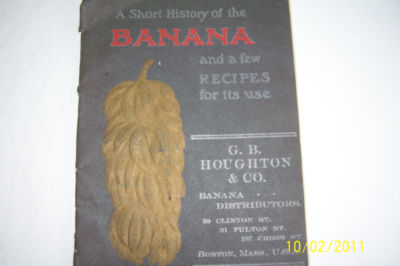 A Short History of the
BANANA
and a few
RECIPES
for its use
G. B.
HOUGHTON
& CO.
BANANA . .
DISTRIBUTORS.
59 CLINTON ST.
31 FULTON ST.
BOSTON, MASS., U.S.
10/02/2011